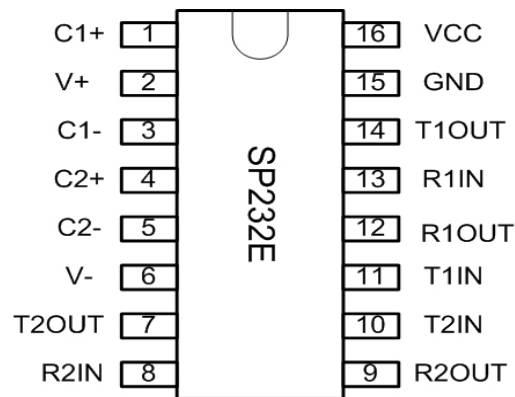 C1+ 1 16 VCC
V+ 2 15 GND
C1- 3 14 T1OUT
C2+ 4 13 R1IN
C2- 5 12 R1OUT
V- 6 11 T1IN
T2OUT 7 10 T2IN
R2IN 8 9 R2OUT
SP232E